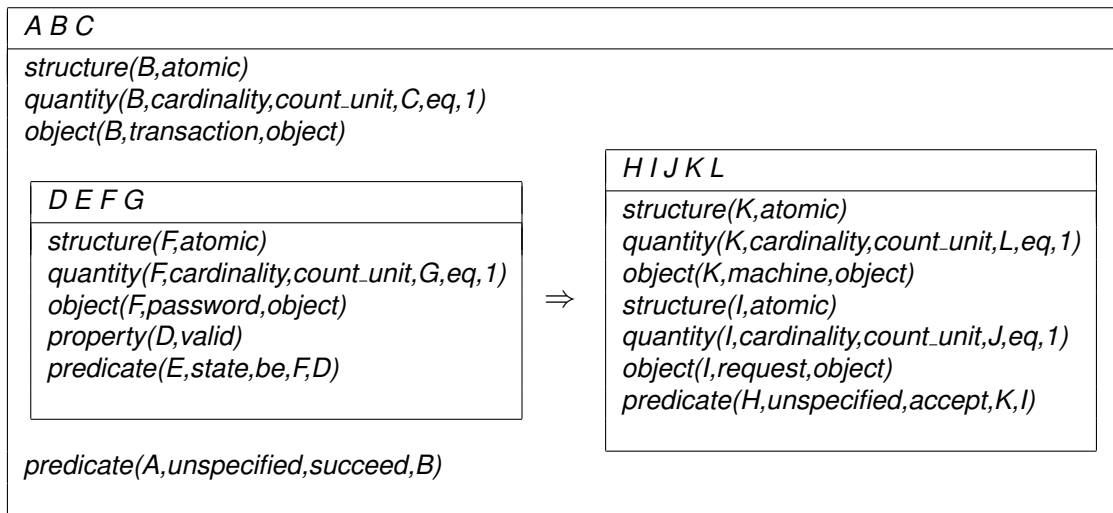 A B C
structure(B,atomic)
quantity(B,cardinality,count_unit,C,eq,1)
object(B,transaction,object)
D E F G
structure(F,atomic)
quantity(F,cardinality,count_unit,G,eq,1)
object(F,password,object)
property(D,valid)
predicate(E,state,be,F,D)
⇒
H I J K L
structure(K,atomic)
quantity(K,cardinality,count_unit,L,eq,1)
object(K,machine,object)
structure(I,atomic)
quantity(I,cardinality,count_unit,J,eq,1)
object(I,request,object)
predicate(H,unspecified,accept,K,I)
predicate(A,unspecified,succeed,B)